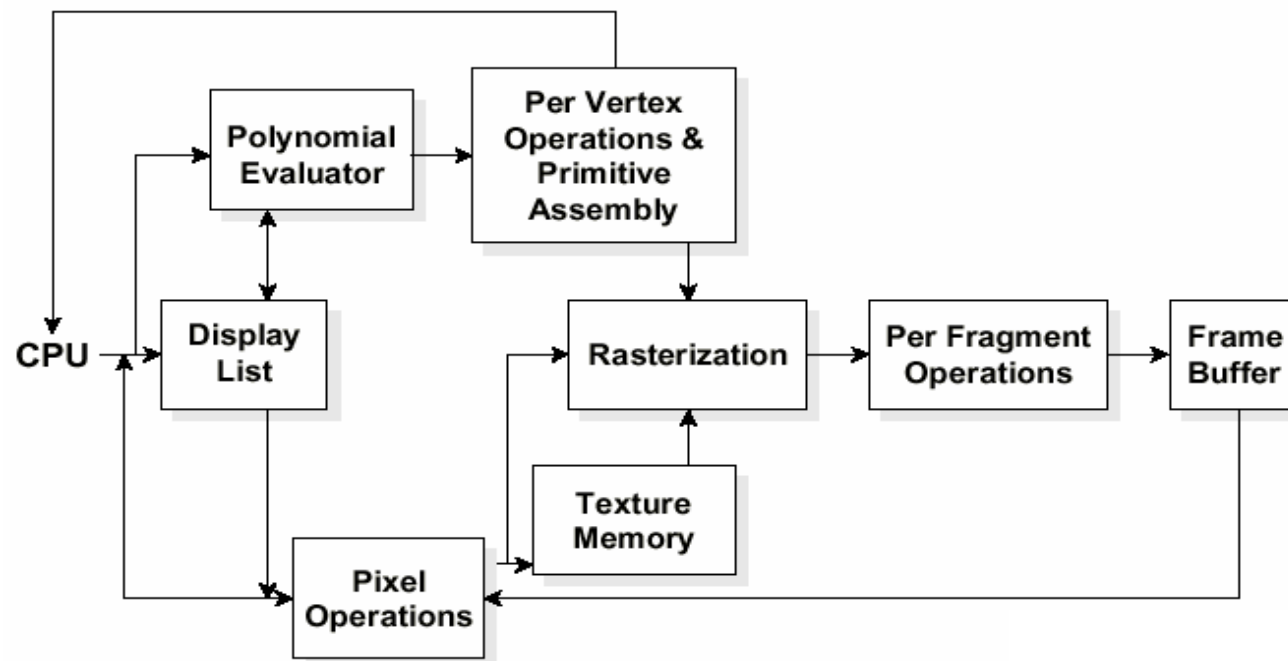 Per Vertex
Operations &
Primitive
Assembly
Polynomial
Evaluator
CPU
Display
List
Rasterization
Per Fragment
Operations
Frame
Buffer
Texture
Memory
Pixel
Operations